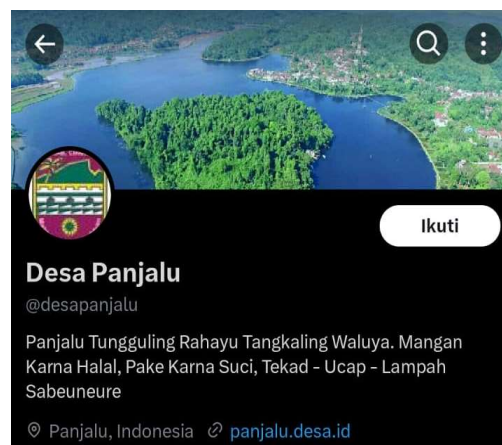 Ikuti
Desa Panjalu
@desapanjalu
Panjalu Tungguling Rahayu Tangkaling Waluya. Mangan
Karna Halal, Pake Karna Suci, Tekad - Ucap - Lampah
Sabeuneure
Panjalu, Indonesia panjalu.desa.id